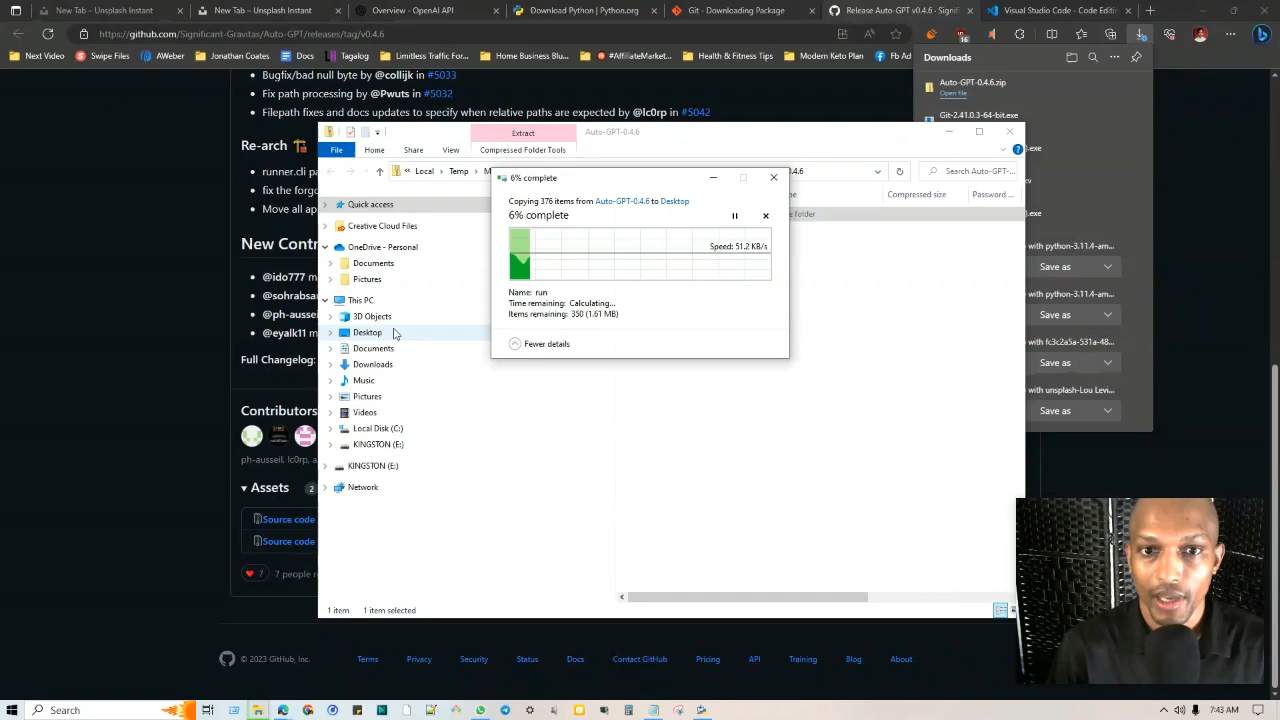 New Tab - Unsplash Instant
New Tab - Unsplash Instant
Overview - OpenAI API
Download Python | Python.org
Git - Downloading Package
Release Auto-GPT v0.4.6 · Signifi
Visual Studio Code - Code Edito
https://github.com/Significant-Gravitas/Auto-GPT/releases/tag/v0.4.6
Next Video
Swipe Files
AWeber
Jonathan Coates
Docs
Limitless Traffic For...
Home Business Blu...
#AffiliateMarket...
Health & Fitness Tips
Modern Keto Plan
Fb Ad
Bugfix/bad null byte by @collijk in #5033
Fix path processing by @Pwuts in #5032
Filepath fixes and docs updates to specify when relative paths are expected by @lc0rp in #5042
Re-arch
runner.cli pa
fix the forgo
Move all ap
New Contr
@ido777 m
@sohrabsan
@ph-ausse
@eyalk11 m
Full Changelog:
Contributors
ph-ausseil, lc0rp, a
Assets 2
Source code
Source code
7 7 people r
Downloads
Auto-GPT-0.4.6.zip
Open file
Git-2.41.0.3-64-bit.exe
).exe
).exe
with python-3.11.4-am...
Save as
with python-3.11.4-am...
Save as
with fc3c2a5a-531a-48...
Save as
with unsplash-Lou Levi...
Save as
Extract
Auto-GPT-0.4.6
File
Home
Share
View
Compressed Folder Tools
« Local > Temp >
Search Auto-GPT-...
Compressed size
Password ...
folder
Quick access
Creative Cloud Files
OneDrive - Personal
Documents
Pictures
This PC
3D Objects
Desktop
Documents
Downloads
Music
Pictures
Videos
Local Disk (C:)
KINGSTON (E:)
KINGSTON (E:)
Network
1 item
1 item selected
6% complete
Copying 376 items from Auto-GPT-0.4.6 to Desktop
6% complete
Speed: 51.2 KB/s
Name: run
Time remaining: Calculating...
Items remaining: 350 (1.61 MB)
Fewer details
© 2023 GitHub, Inc.
Terms
Privacy
Security
Status
Docs
Contact GitHub
Pricing
API
Training
Blog
About
Search
7:43 AM